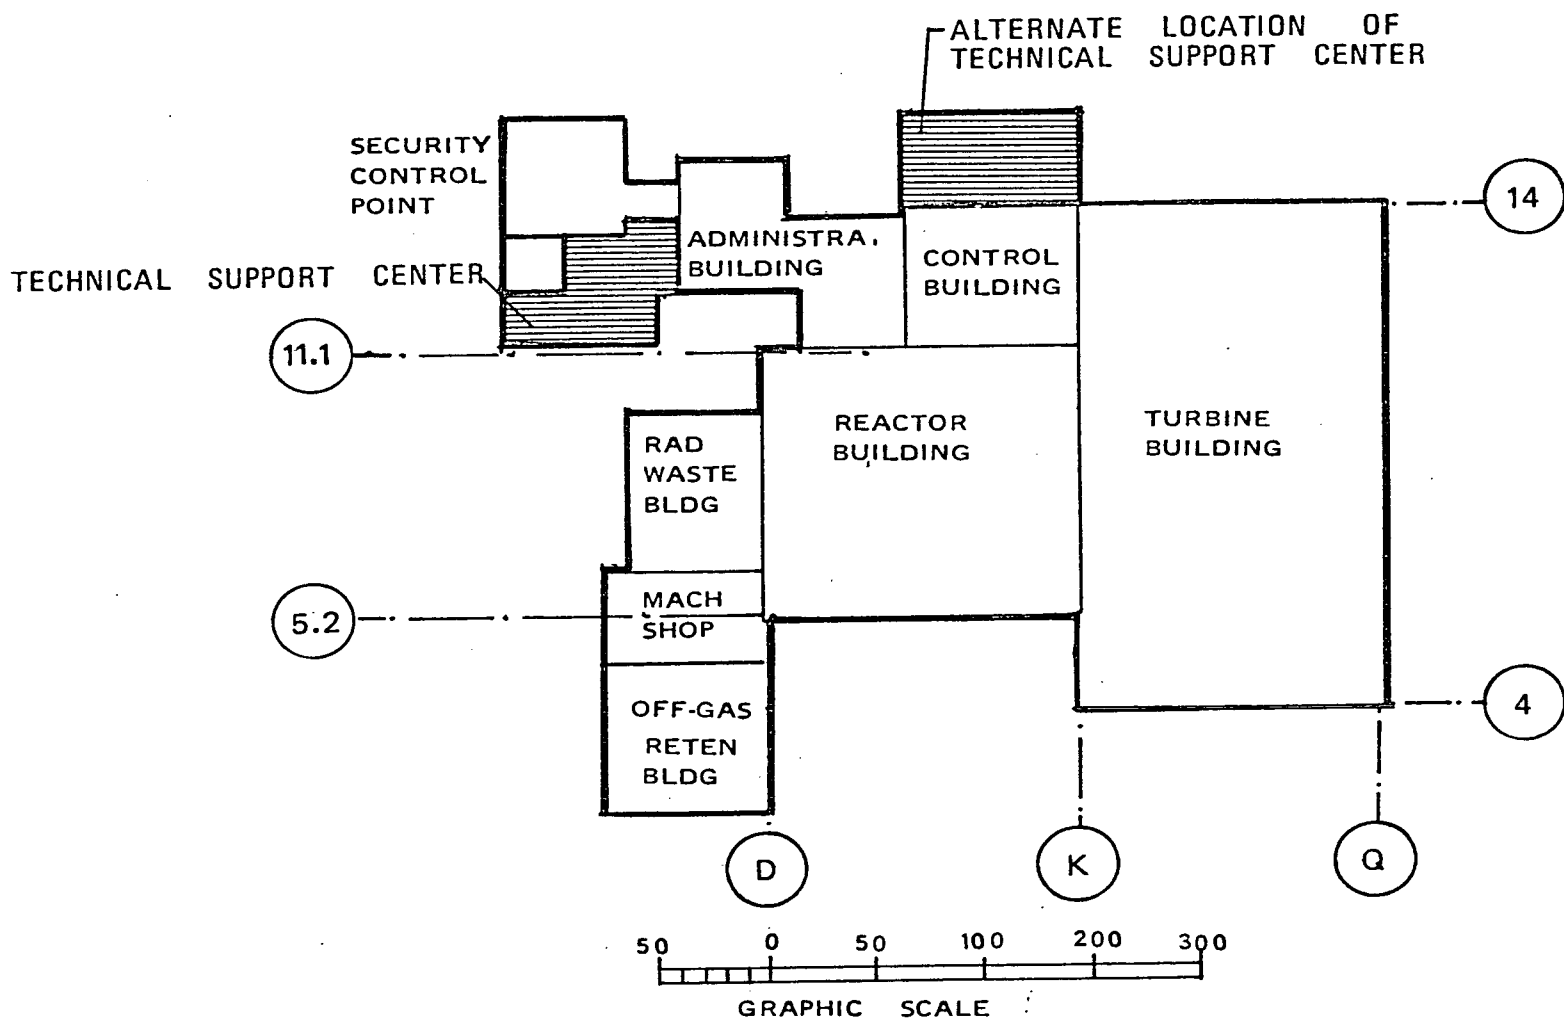 ALTERNATE LOCATION OF
TECHNICAL SUPPORT CENTER
SECURITY
CONTROL
POINT
14
ADMINISTRA.
BUILDING
CONTROL
BUILDING
TECHNICAL SUPPORT CENTER
11.1
REACTOR
BUILDING
TURBINE
BUILDING
RAD
WASTE
BLDG
5.2
MACH
SHOP
4
OFF-GAS
RETEN
BLDG
D
K
Q
50 0 50 100 200 300
GRAPHIC SCALE